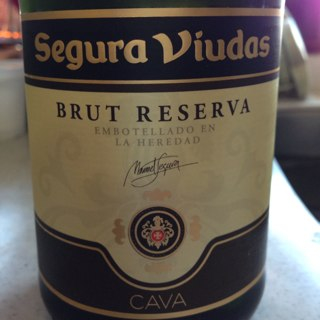 Segura Viudas
BRUT RESERVA
EMBOTELLADO EN
LA HEREDAD
CAVA